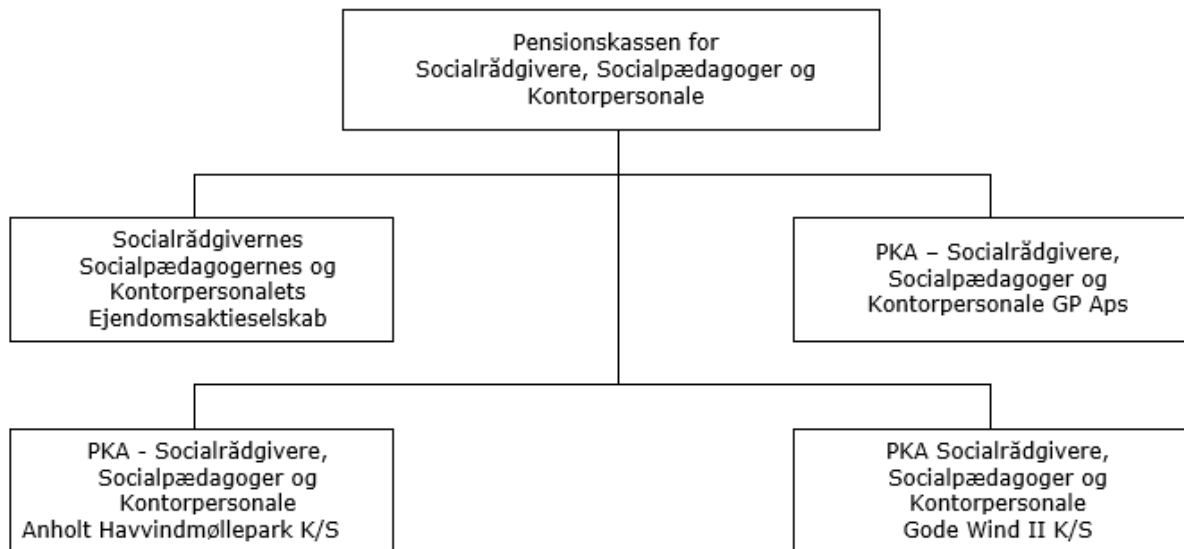 Pensionskassen for
Socialrådgivere, Socialpædagoger og
Kontorpersonale
Socialrådgivernes
Socialpædagogernes og
Kontorpersonalets
Ejendomsaktieselskab
PKA – Socialrådgivere,
Socialpædagoger og
Kontorpersonale GP Aps
PKA - Socialrådgivere,
Socialpædagoger og
Kontorpersonale
Anholt Havvindmøllepark K/S
PKA Socialrådgivere,
Socialpædagoger og
Kontorpersonale
Gode Wind II K/S